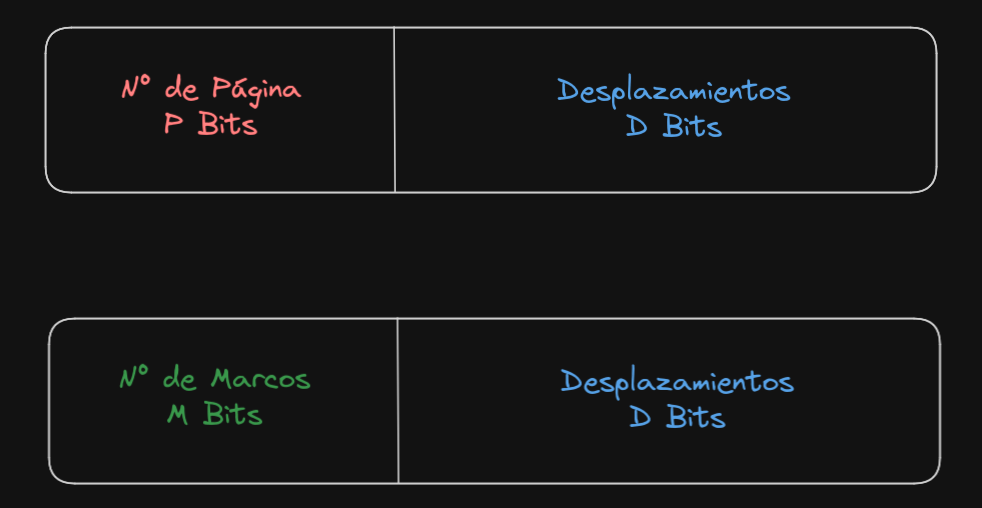 Nº de Página
P Bits
Desplazamientos
D Bits
Nº de Marcos
M Bits
Desplazamientos
D Bits